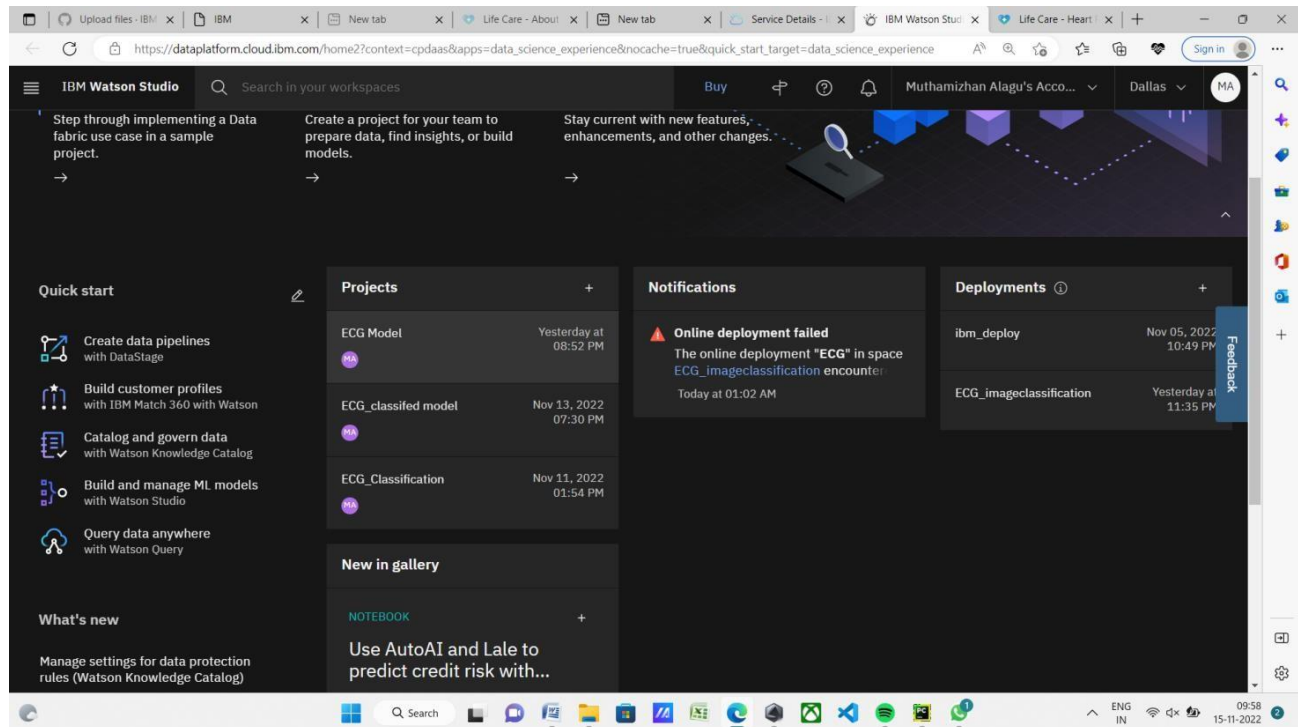 Upload files · IBM
IBM
New tab
Life Care - About
New tab
Service Details - I
IBM Watson Stud
Life Care - Heart
https://dataplatform.cloud.ibm.com/home2?context=cpdaas&apps=data_science_experience&nocache=true&quick_start_target=data_science_experience
Sign in
IBM Watson Studio
Search in your workspaces
Buy
Muthamizhan Alagu's Acco...
Dallas
MA
Step through implementing a Data
fabric use case in a sample
project.
Create a project for your team to
prepare data, find insights, or build
models.
Stay current with new features,
enhancements, and other changes.
Quick start
Create data pipelines
with DataStage
Build customer profiles
with IBM Match 360 with Watson
Catalog and govern data
with Watson Knowledge Catalog
Build and manage ML models
with Watson Studio
Query data anywhere
with Watson Query
What's new
Manage settings for data protection
rules (Watson Knowledge Catalog)
Projects
ECG Model
Yesterday at
08:52 PM
MA
ECG_classifed model
Nov 13, 2022
07:30 PM
MA
ECG_Classification
Nov 11, 2022
01:54 PM
MA
New in gallery
NOTEBOOK
Use AutoAI and Lale to
predict credit risk with...
Notifications
Online deployment failed
The online deployment "ECG" in space
ECG_imageclassification encounter
Today at 01:02 AM
Deployments
ibm_deploy
Nov 05, 2022
10:49 PM
ECG_imageclassification
Yesterday at
11:35 PM
Feedback
Search
ENG
IN
09:58
15-11-2022
2